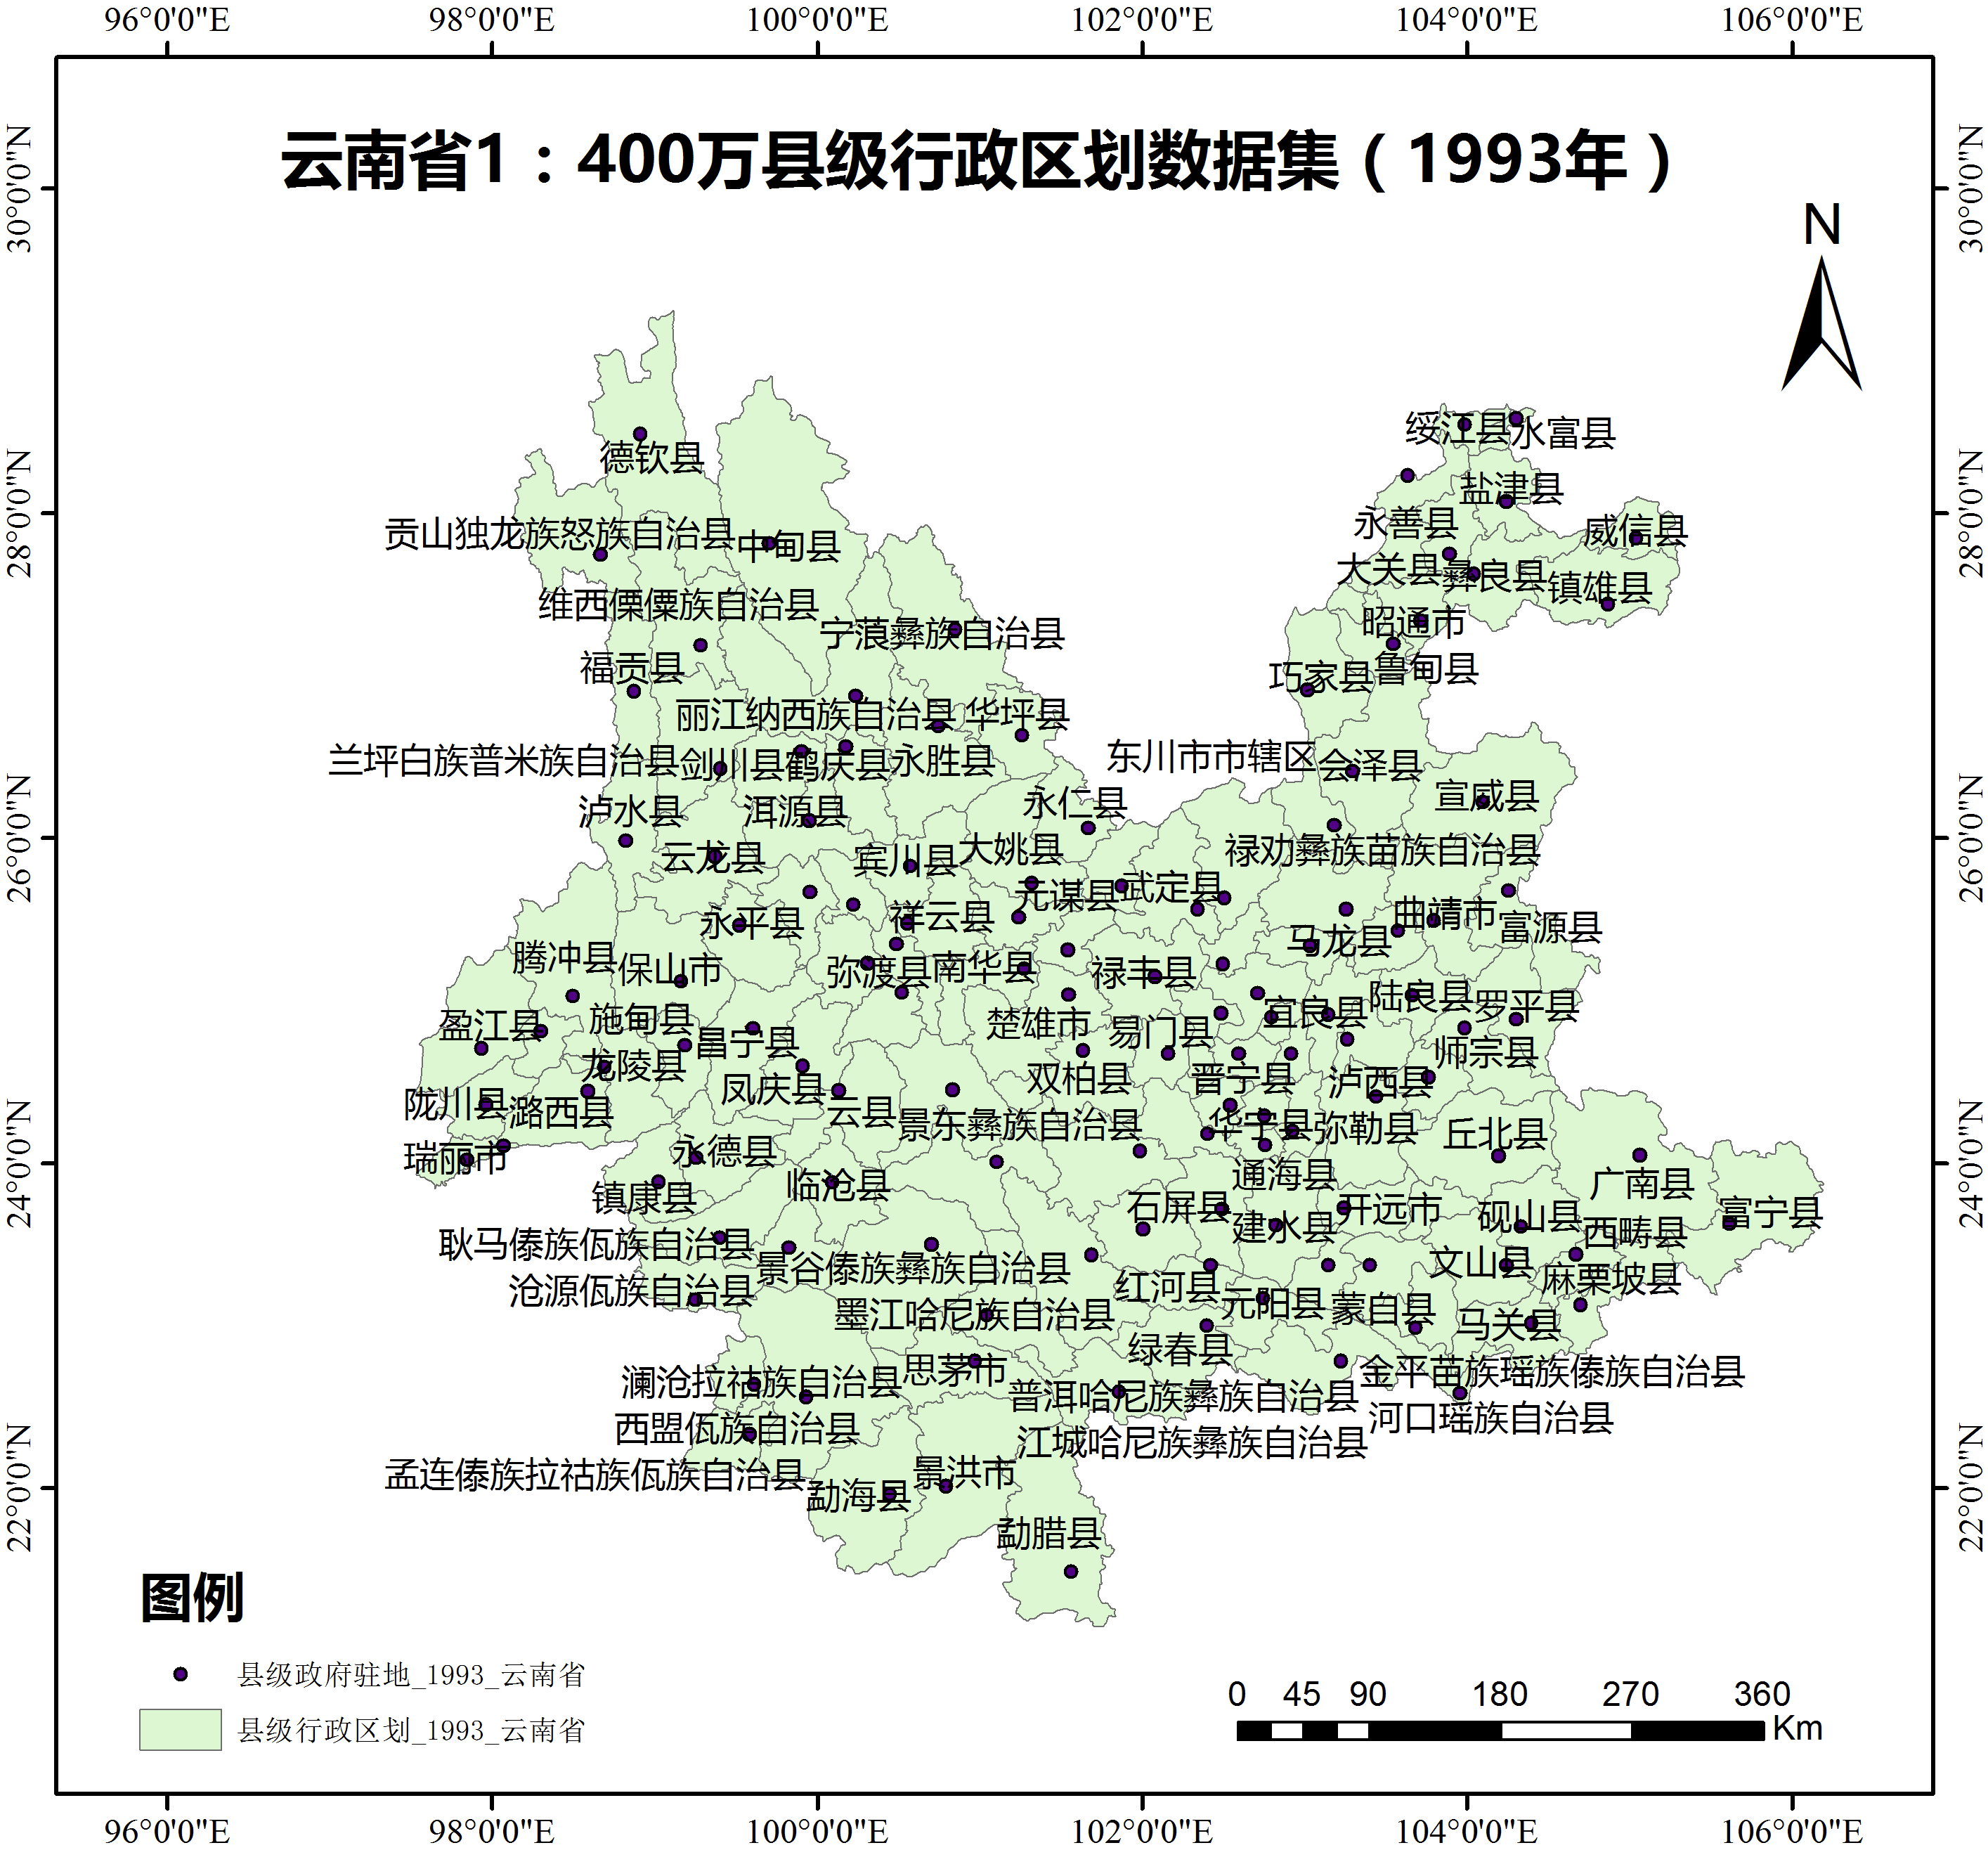 96°0'0"E
98°0'0"E
100°0'0"E
102°0'0"E
104°0'0"E
106°0'0"E
30°0'0"N
30°0'0"N
28°0'0"N
28°0'0"N
26°0'0"N
26°0'0"N
24°0'0"N
24°0'0"N
22°0'0"N
22°0'0"N
云南省1：400万县级行政区划数据集（1993年）
N
绥江县
水富县
德钦县
盐津县
永善县
威信县
贡山独龙族怒族自治县
中甸县
大关县
彝良县
镇雄县
维西傈僳族自治县
宁蒗彝族自治县
昭通市
福贡县
鲁甸县
巧家县
丽江纳西族自治县
华坪县
兰坪白族普米族自治县
剑川县
鹤庆县
永胜县
东川市市辖区
会泽县
宣威县
泸水县
洱源县
永仁县
云龙县
宾川县
大姚县
禄劝彝族苗族自治县
元谋县
武定县
永平县
祥云县
曲靖市
富源县
马龙县
腾冲县
保山市
弥渡县
南华县
禄丰县
陆良县
罗平县
盈江县
施甸县
昌宁县
楚雄市
易门县
宜良县
师宗县
龙陵县
凤庆县
双柏县
晋宁县
泸西县
陇川县
潞西县
云县
景东彝族自治县
华宁县
弥勒县
丘北县
瑞丽市
永德县
镇康县
临沧县
通海县
广南县
石屏县
建水县
开远市
砚山县
西畴县
富宁县
耿马傣族佤族自治县
景谷傣族彝族自治县
文山县
麻栗坡县
沧源佤族自治县
墨江哈尼族自治县
红河县
元阳县
蒙自县
马关县
绿春县
思茅市
澜沧拉祜族自治县
普洱哈尼族彝族自治县
金平苗族瑶族傣族自治县
西盟佤族自治县
江城哈尼族彝族自治县
河口瑶族自治县
孟连傣族拉祜族佤族自治县
勐海县
景洪市
勐腊县
图例
县级政府驻地_1993_云南省
县级行政区划_1993_云南省
0 45 90 180 270 360
Km
96°0'0"E
98°0'0"E
100°0'0"E
102°0'0"E
104°0'0"E
106°0'0"E